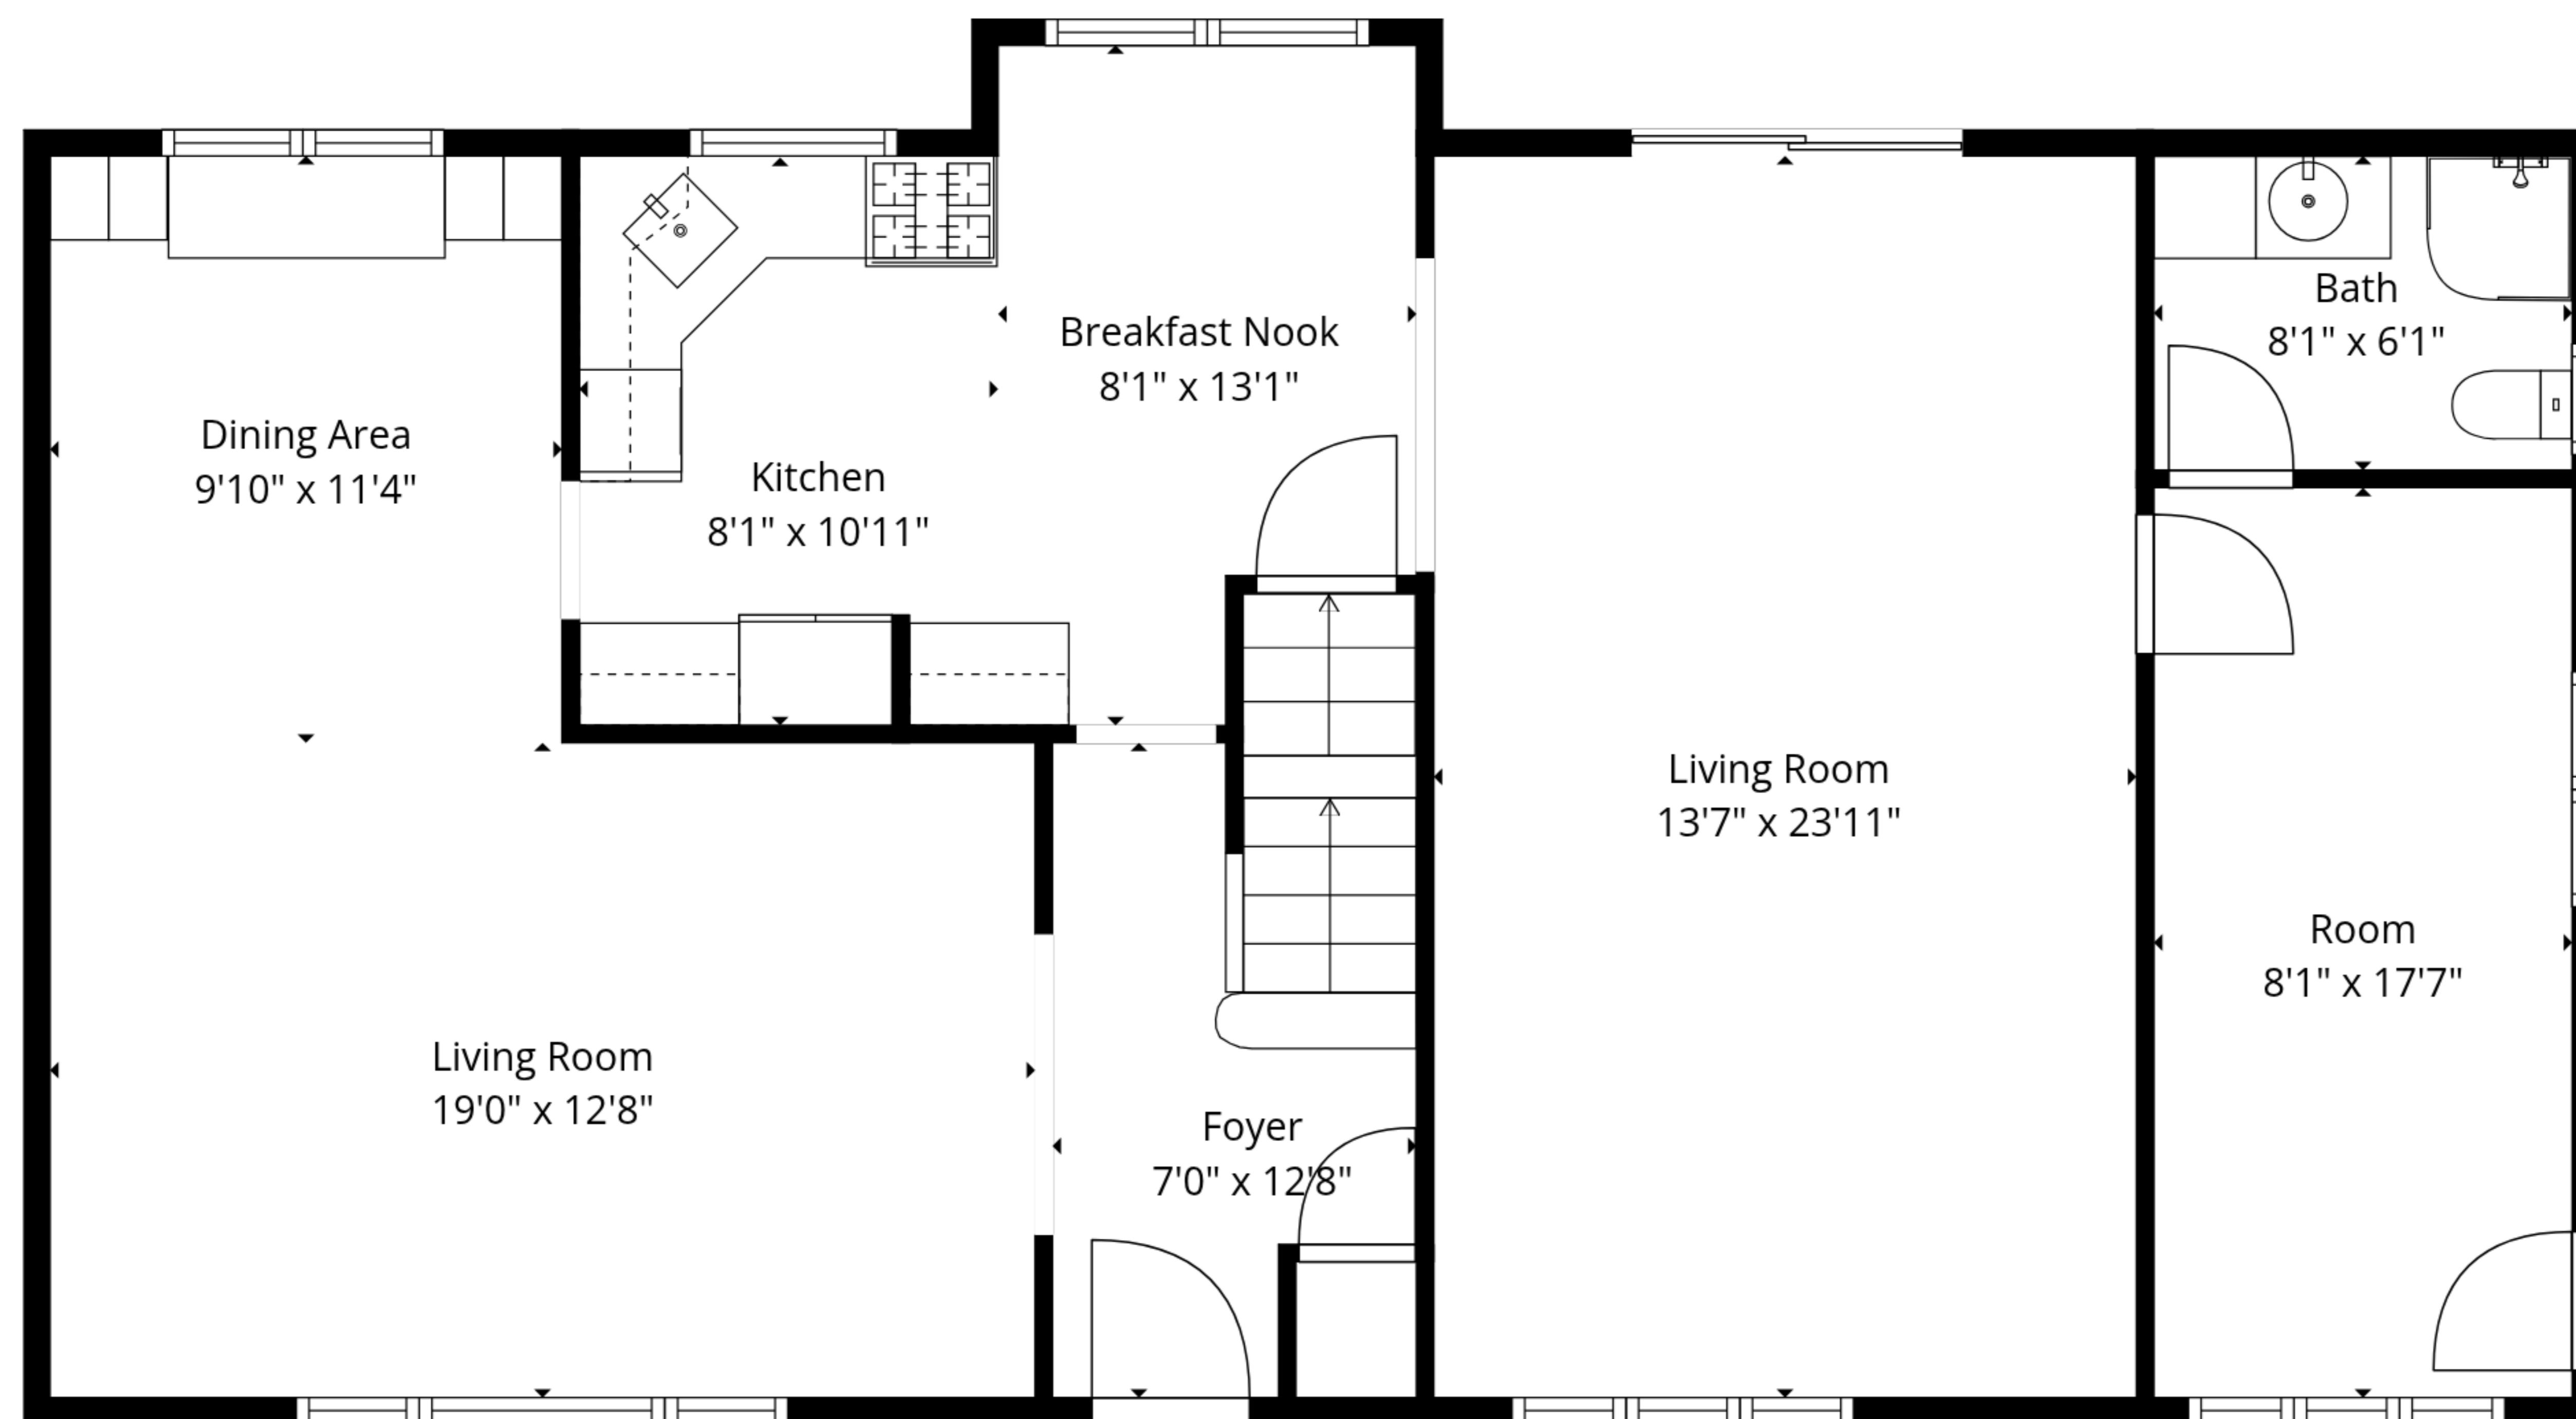 Breakfast Nook
8'1" x 13'1"
Bath
8'1" x 6'1"
Dining Area
9'10" x 11'4"
Kitchen
8'1" x 10'11"
Living Room
13'7" x 23'11"
Room
8'1" x 17'7"
Living Room
19'0" x 12'8"
Foyer
7'0" x 12'8"